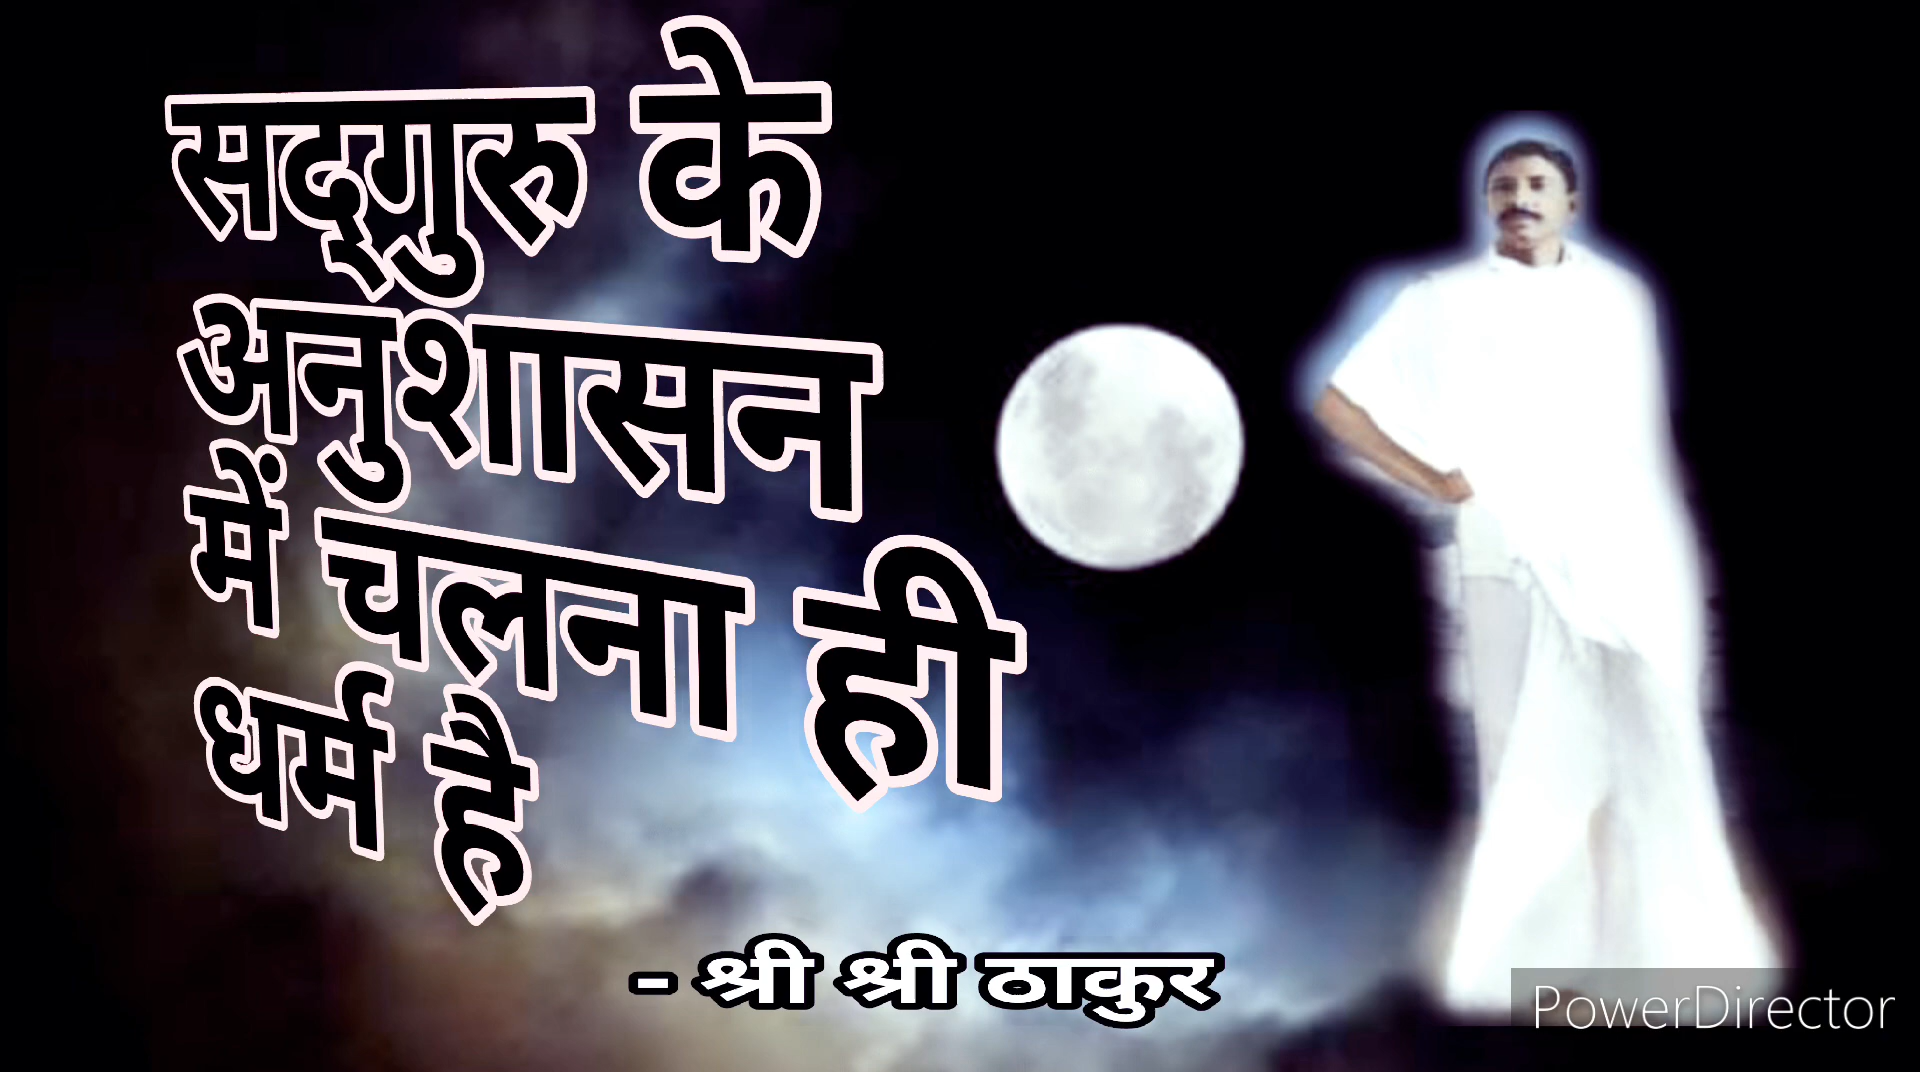 सद्‌गुरु के
अनुशासन
में चलना ही
धर्म है
- श्री श्री ठाकुर
PowerDirector